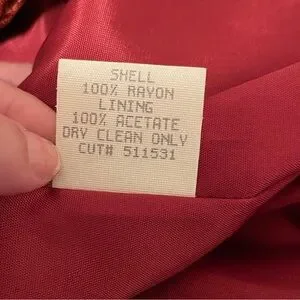 SHELL
100% RAYON
LINING
100% ACETATE
DRY CLEAN ONLY
CUT# 511531